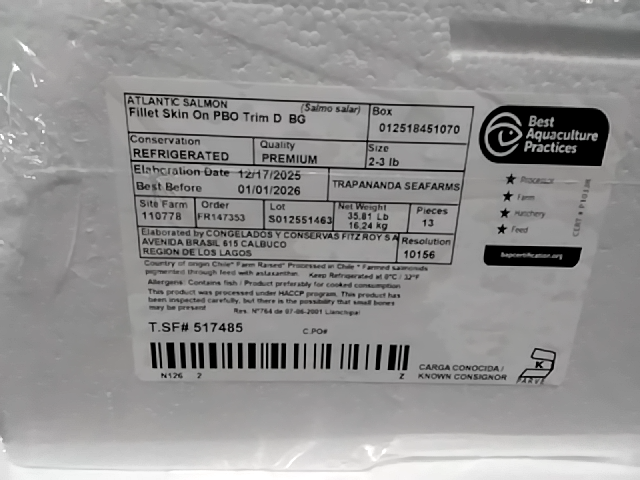 ATLANTIC SALMON (Salmo salar)
Fillet Skin On PBO Trim D BG
Box
012518451070
Conservation
REFRIGERATED
Quality
PREMIUM
Size
2-3 lb
Elaboration Date 12/17/2025
Best Before 01/01/2026
TRAPANANDA SEAFARMS
Site Farm
110778
Order
FR147353
Lot
S012551463
Net Weight
35.81 Lb
16,24 kg
Pieces
13
Elaborated by CONGELADOS Y CONSERVAS FITZ ROY S.A
AVENIDA BRASIL 615 CALBUCO
REGION DE LOS LAGOS
Resolution
10156
Country of origin Chile* Farm Raised* Processed in Chile * Farmed salmonids
pigmented through feed with astaxanthin Keep Refrigerated at 0°C / 32°F
Allergens: Contains fish / Product preferably for cooked consumption
This product was processed under HACCP program. This product has
been inspected carefully, but there is the possibility that small bones
may be present Res. N°764 de 07-06-2001 Llanchipal
T.SF# 517485
C.PO#
N126 2 Z
CARGA CONOCIDA /
KNOWN CONSIGNOR
K
PARVE
Best
Aquaculture
Practices
Processor
Farm
Hatchery
Feed
bapcertification.org